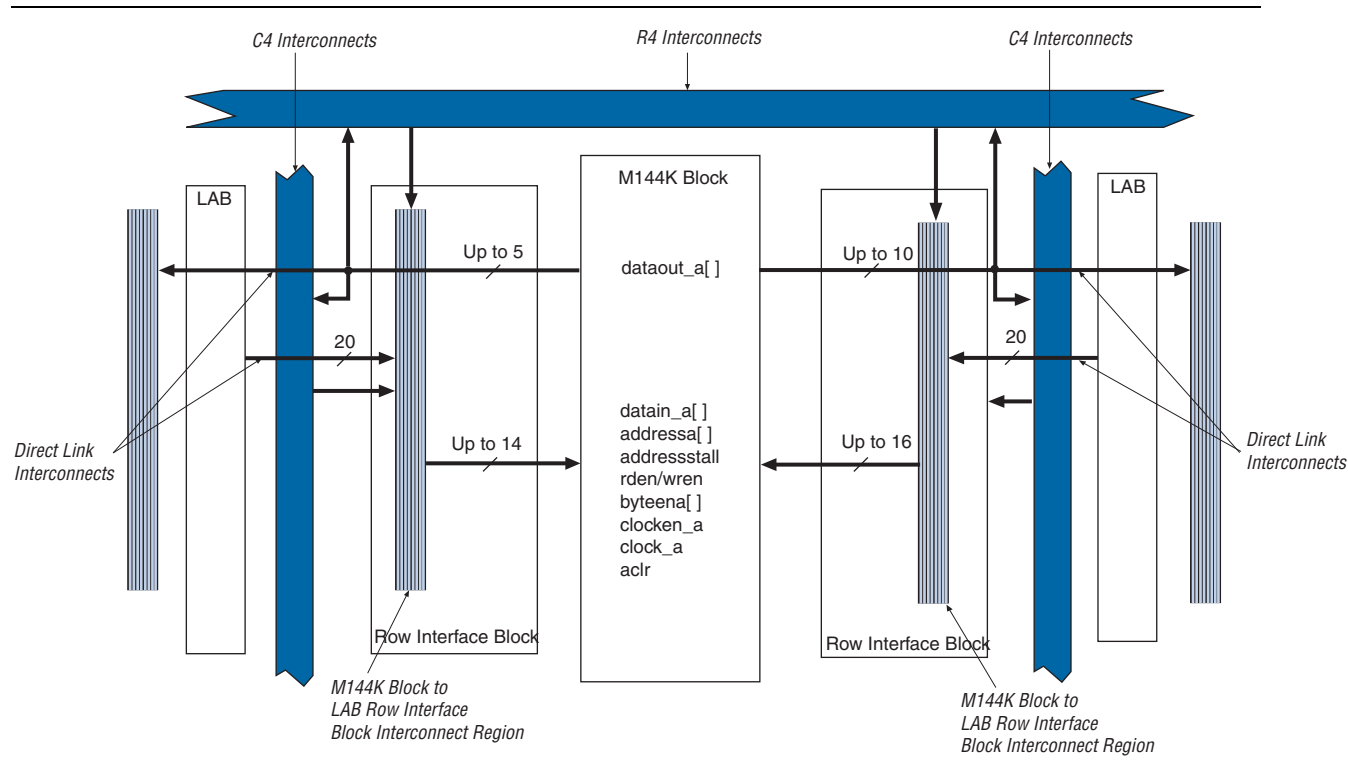 C4 Interconnects
R4 Interconnects
C4 Interconnects
LAB
M144K Block
LAB
Up to 5
dataout_a[ ]
Up to 10
20
20
datain_a[ ]
addressa[ ]
addressstall
rden/wren
byteena[ ]
clocken_a
clock_a
aclr
Up to 14
Up to 16
Direct Link
Interconnects
Direct Link
Interconnects
Row Interface Block
Row Interface Block
M144K Block to
LAB Row Interface
Block Interconnect Region
M144K Block to
LAB Row Interface
Block Interconnect Region